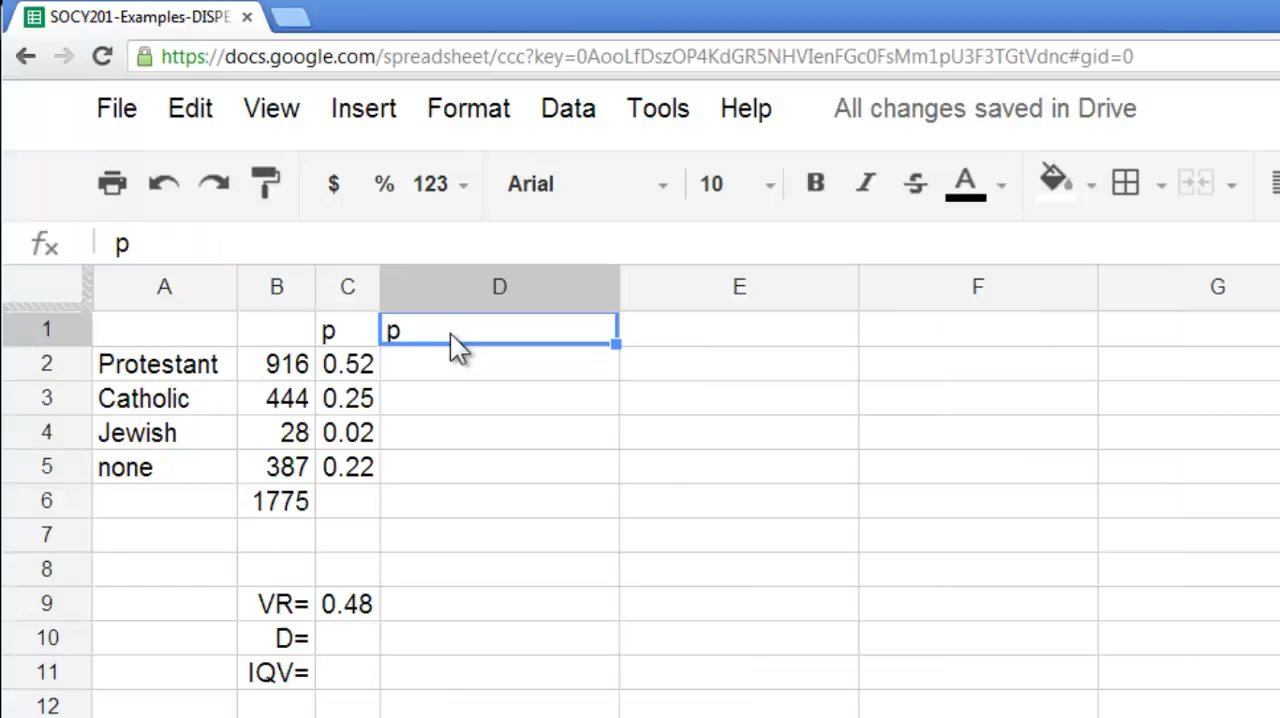 SOCY201-Examples-DISPE
https://docs.google.com/spreadsheet/ccc?key=0AooLfDszOP4KdGR5NHVIenFGc0FsMm1pU3F3TGtVdnc#gid=0
File Edit View Insert Format Data Tools Help All changes saved in Drive
$ % 123 Arial 10 B I S A
fx p
A B C D E F G
1 p p
2 Protestant 916 0.52
3 Catholic 444 0.25
4 Jewish 28 0.02
5 none 387 0.22
6 1775
7
8
9 VR= 0.48
10 D=
11 IQV=
12